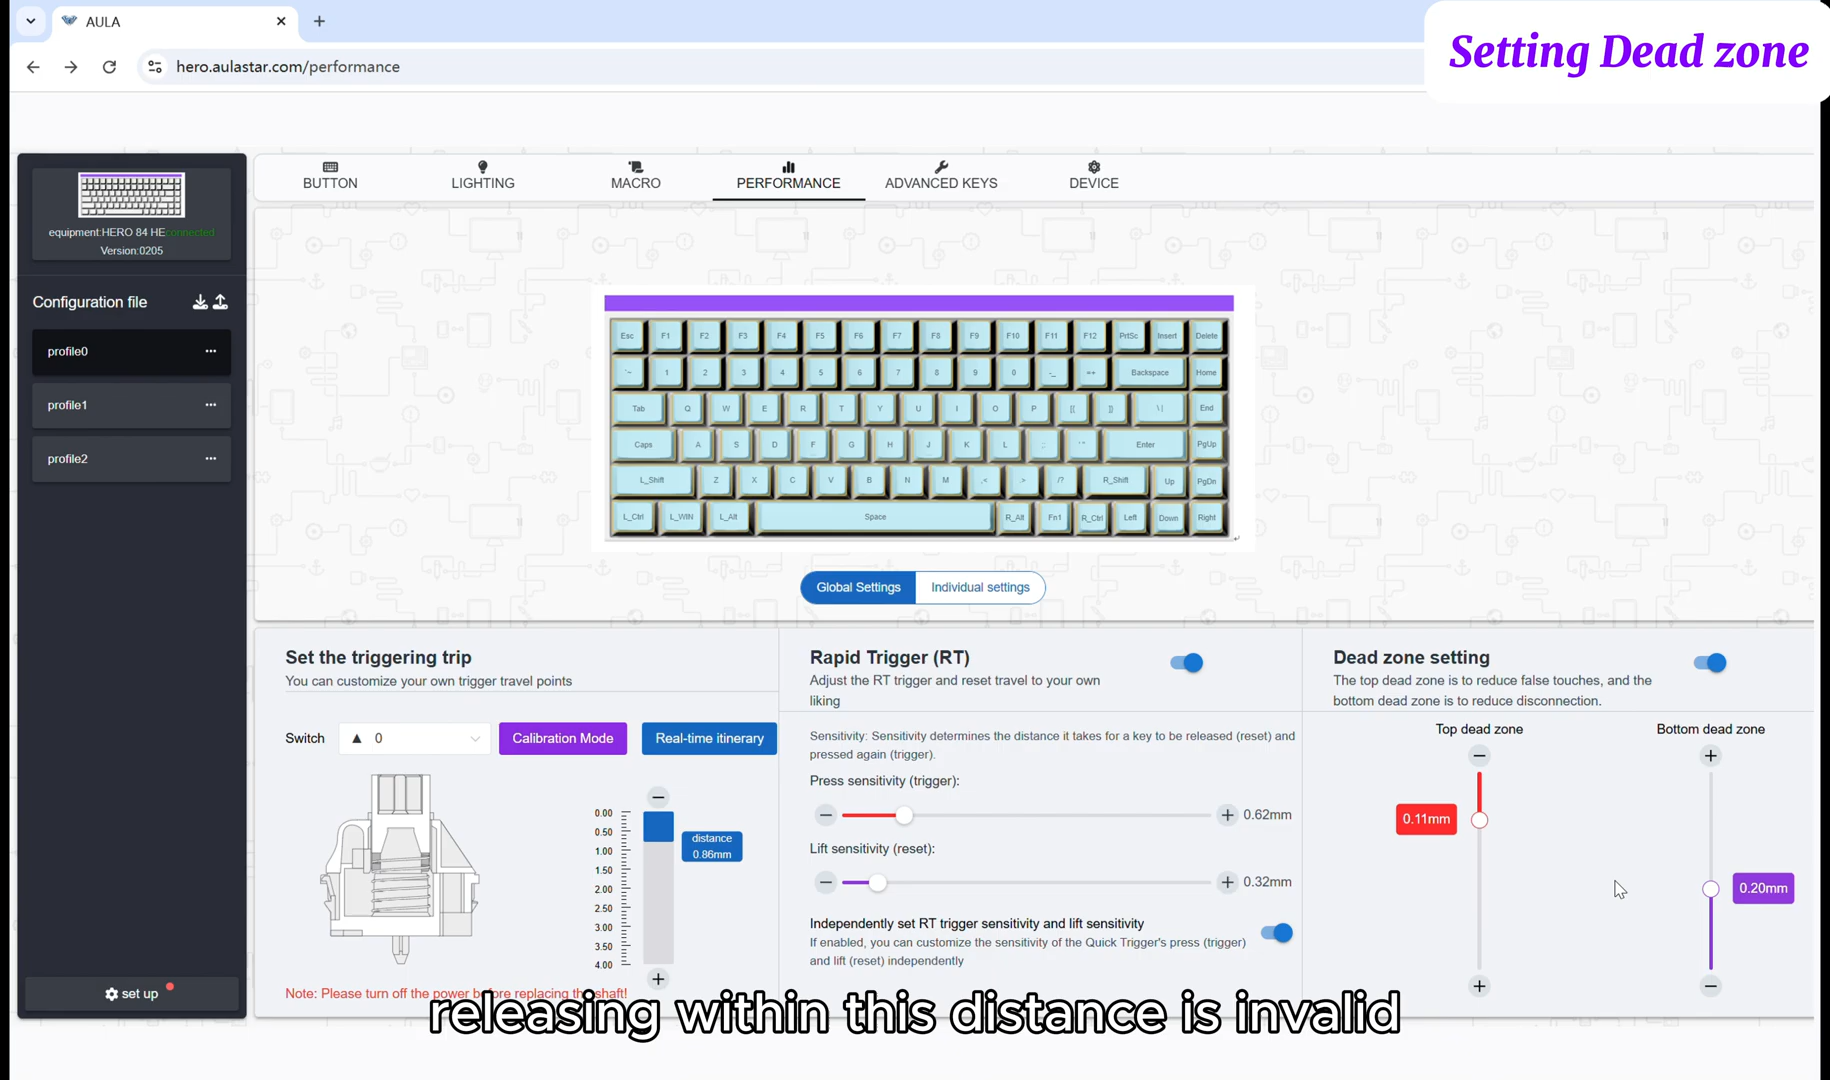 AULA
hero.aulastar.com/performance
Setting Dead zone
BUTTON
LIGHTING
MACRO
PERFORMANCE
ADVANCED KEYS
DEVICE
equipment:HERO 84 HEconnected
Version:0205
Configuration file
profile0
profile1
profile2
set up
Esc F1 F2 F3 F4 F5 F6 F7 F8 F9 F10 F11 F12 PrtSc Insert Delete
`~ 1 2 3 4 5 6 7 8 9 0 -_ =+ Backspace Home
Tab Q W E R T Y U I O P [{ ]} \| End
Caps A S D F G H J K L ; '" Enter PgUp
L_Shift Z X C V B N M ,< .> /? R_Shift Up PgDn
L_Ctrl L_WIN L_Alt Space R_Alt Fn1 R_Ctrl Left Down Right
Global Settings
Individual settings
Set the triggering trip
You can customize your own trigger travel points
Switch
▲ 0
Calibration Mode
Real-time itinerary
0.00
0.50
1.00
1.50
2.00
2.50
3.00
3.50
4.00
distance
0.86mm
Note: Please turn off the power before replacing the shaft!
Rapid Trigger (RT)
Adjust the RT trigger and reset travel to your own
liking
Sensitivity: Sensitivity determines the distance it takes for a key to be released (reset) and
pressed again (trigger).
Press sensitivity (trigger):
0.62mm
Lift sensitivity (reset):
0.32mm
Independently set RT trigger sensitivity and lift sensitivity
If enabled, you can customize the sensitivity of the Quick Trigger's press (trigger)
and lift (reset) independently
Dead zone setting
The top dead zone is to reduce false touches, and the
bottom dead zone is to reduce disconnection.
Top dead zone
0.11mm
Bottom dead zone
0.20mm
releasing within this distance is invalid